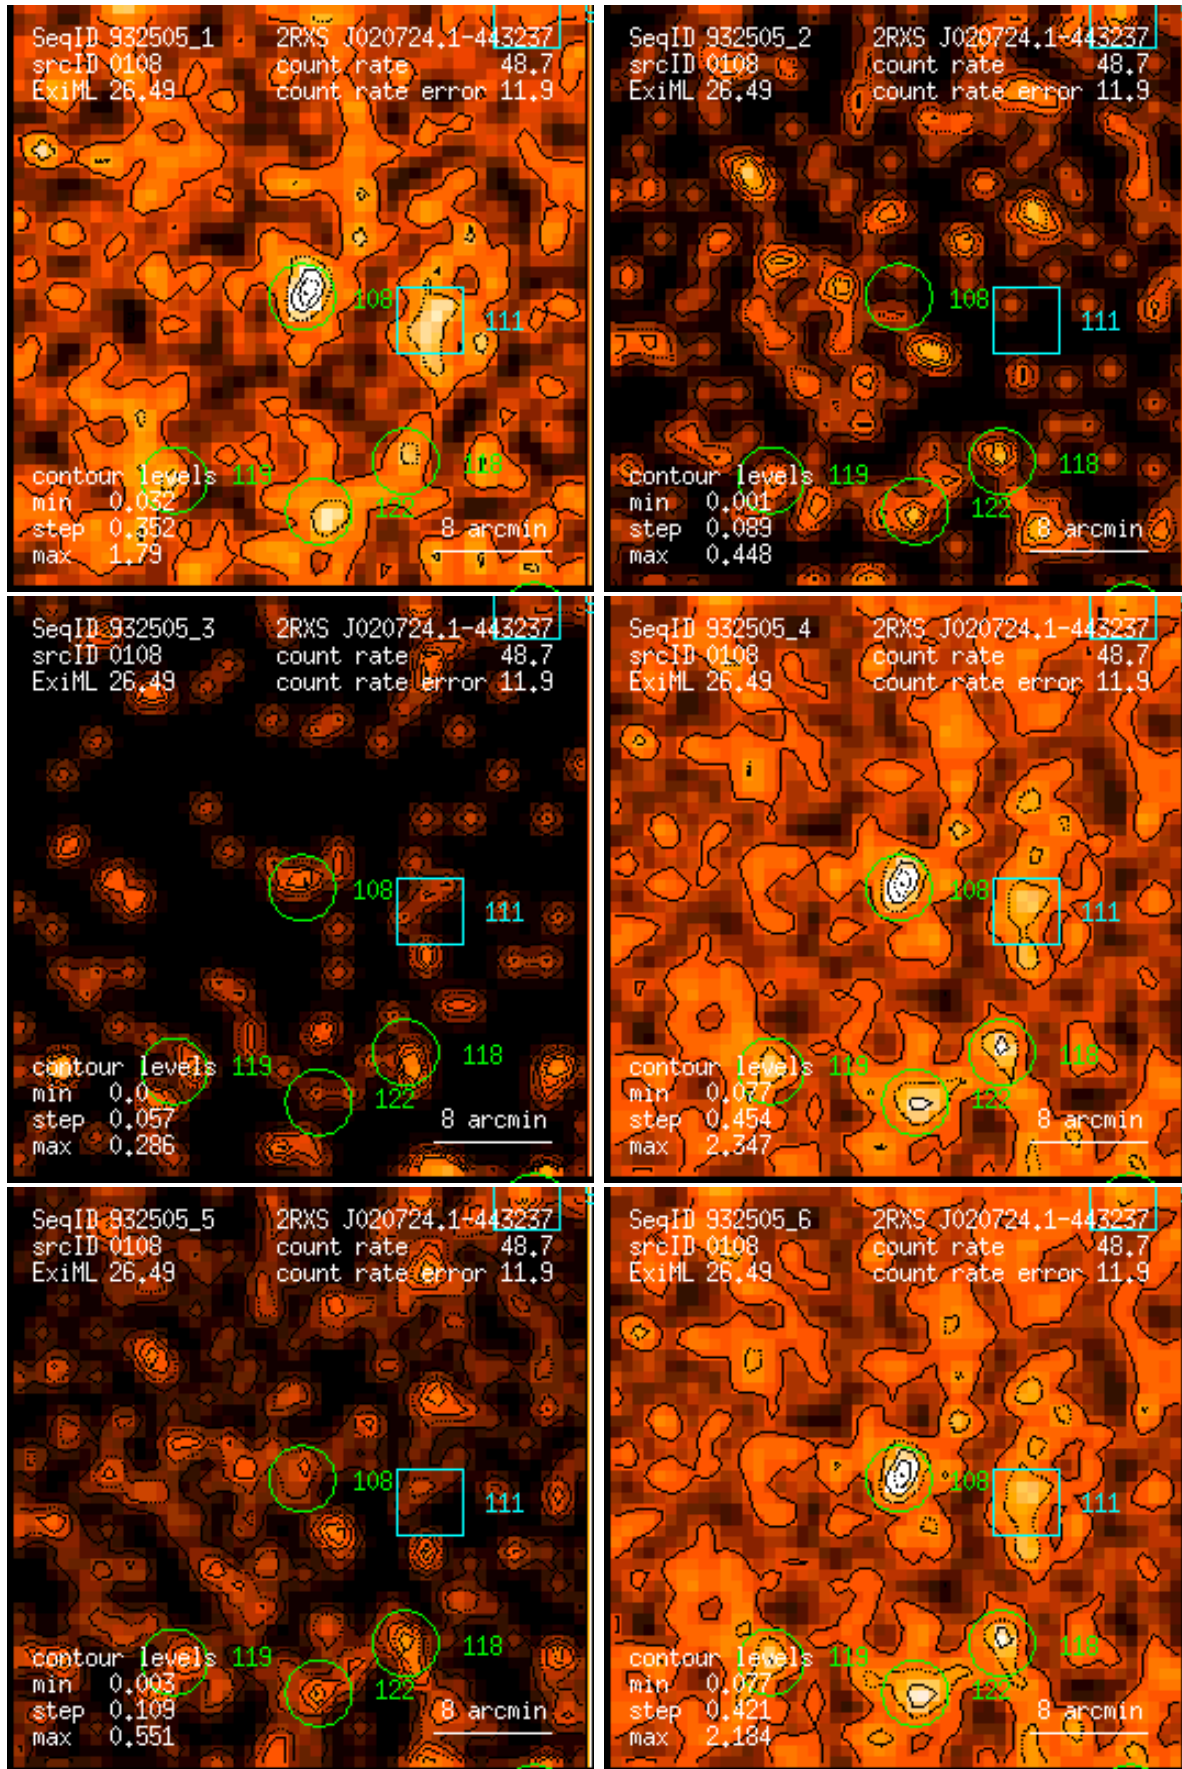 SeqID 932505_1 2RXS J020724.1-443237
srcID 0108 count rate 48.7
ExiML 26.49 count rate error 11.9
108
111
118
119
122
contour levels
min 0.032
step 0.352
max 1.79
8 arcmin
SeqID 932505_2 2RXS J020724.1-443237
srcID 0108 count rate 48.7
ExiML 26.49 count rate error 11.9
108
111
118
119
122
contour levels
min 0.001
step 0.089
max 0.448
8 arcmin
SeqID 932505_3 2RXS J020724.1-443237
srcID 0108 count rate 48.7
ExiML 26.49 count rate error 11.9
108
111
118
119
122
contour levels
min 0.0
step 0.057
max 0.286
8 arcmin
SeqID 932505_4 2RXS J020724.1-443237
srcID 0108 count rate 48.7
ExiML 26.49 count rate error 11.9
108
111
118
119
122
contour levels
min 0.077
step 0.454
max 2.347
8 arcmin
SeqID 932505_5 2RXS J020724.1-443237
srcID 0108 count rate 48.7
ExiML 26.49 count rate error 11.9
108
111
118
119
122
contour levels
min 0.003
step 0.109
max 0.551
8 arcmin
SeqID 932505_6 2RXS J020724.1-443237
srcID 0108 count rate 48.7
ExiML 26.49 count rate error 11.9
108
111
118
119
122
contour levels
min 0.077
step 0.421
max 2.184
8 arcmin